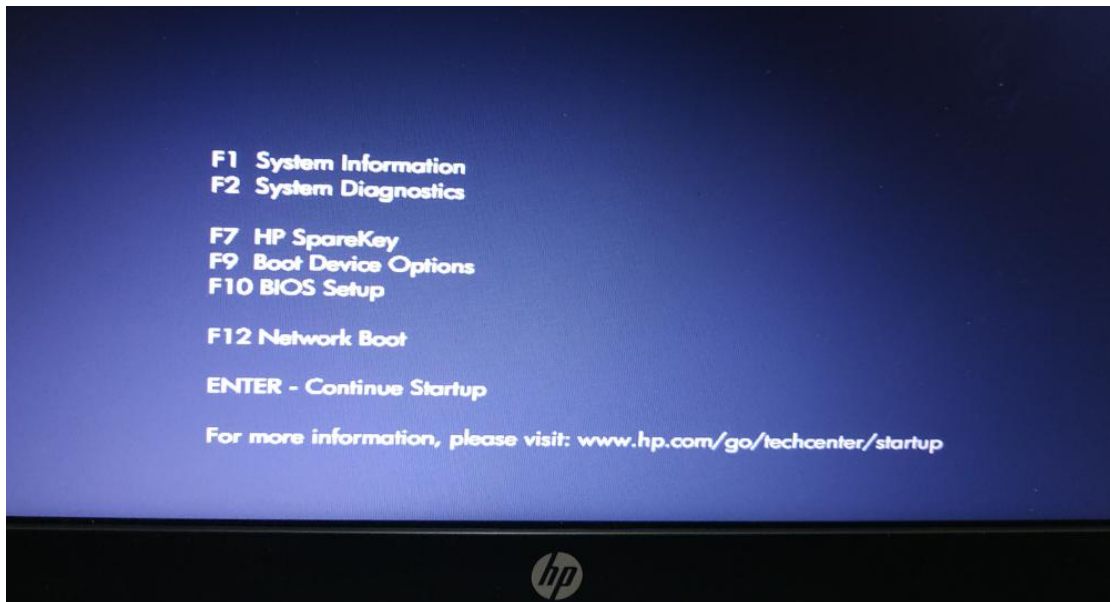 F1 System Information
F2 System Diagnostics
F7 HP SpareKey
F9 Boot Device Options
F10 BIOS Setup
F12 Network Boot
ENTER - Continue Startup
For more information, please visit: www.hp.com/go/techcenter/startup
hp